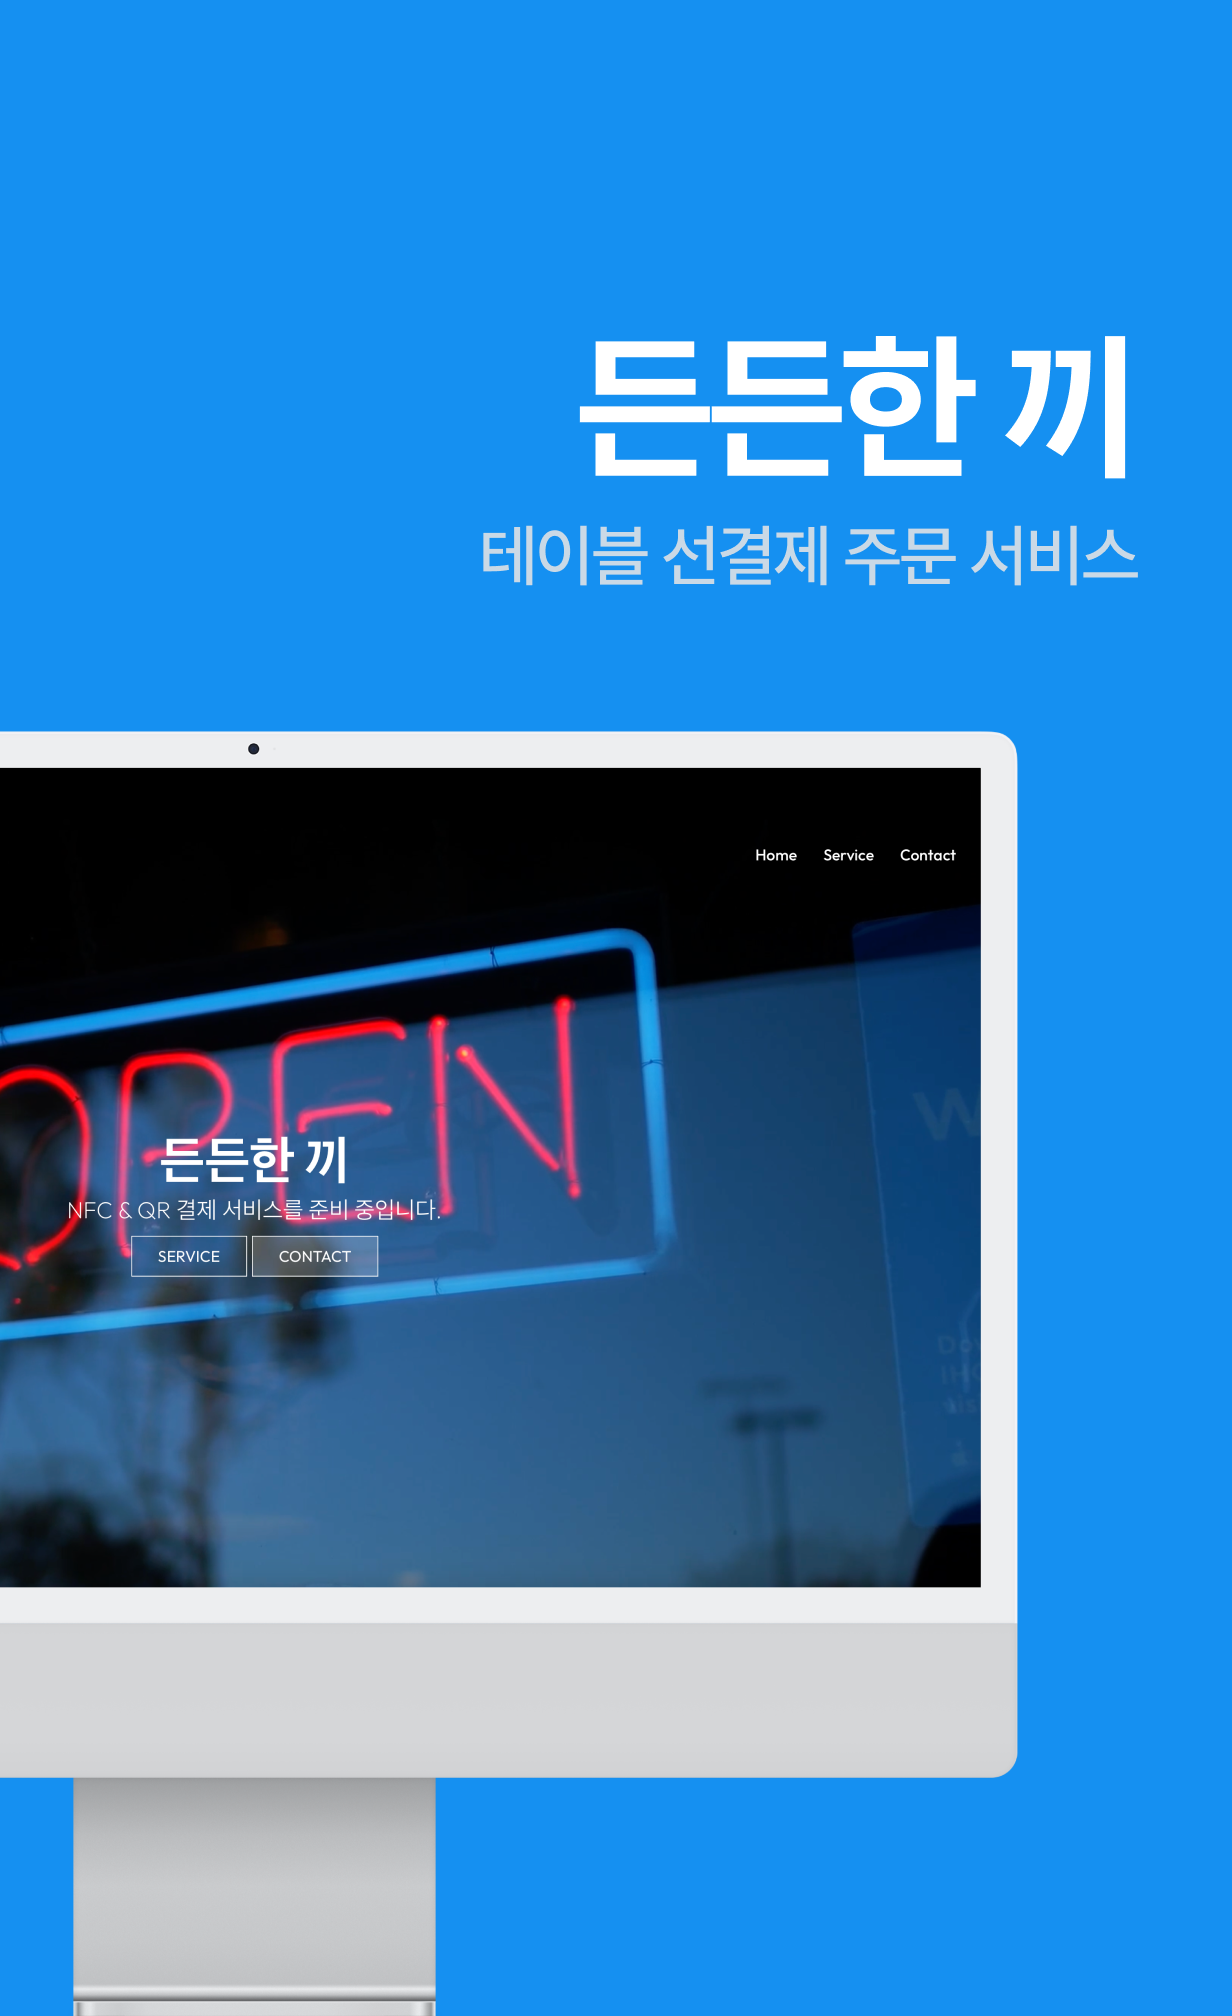 든든한 끼
테이블 선결제 주문 서비스
Home Service Contact
OPEN
든든한 끼
NFC & QR 결제 서비스를 준비 중입니다.
SERVICE CONTACT